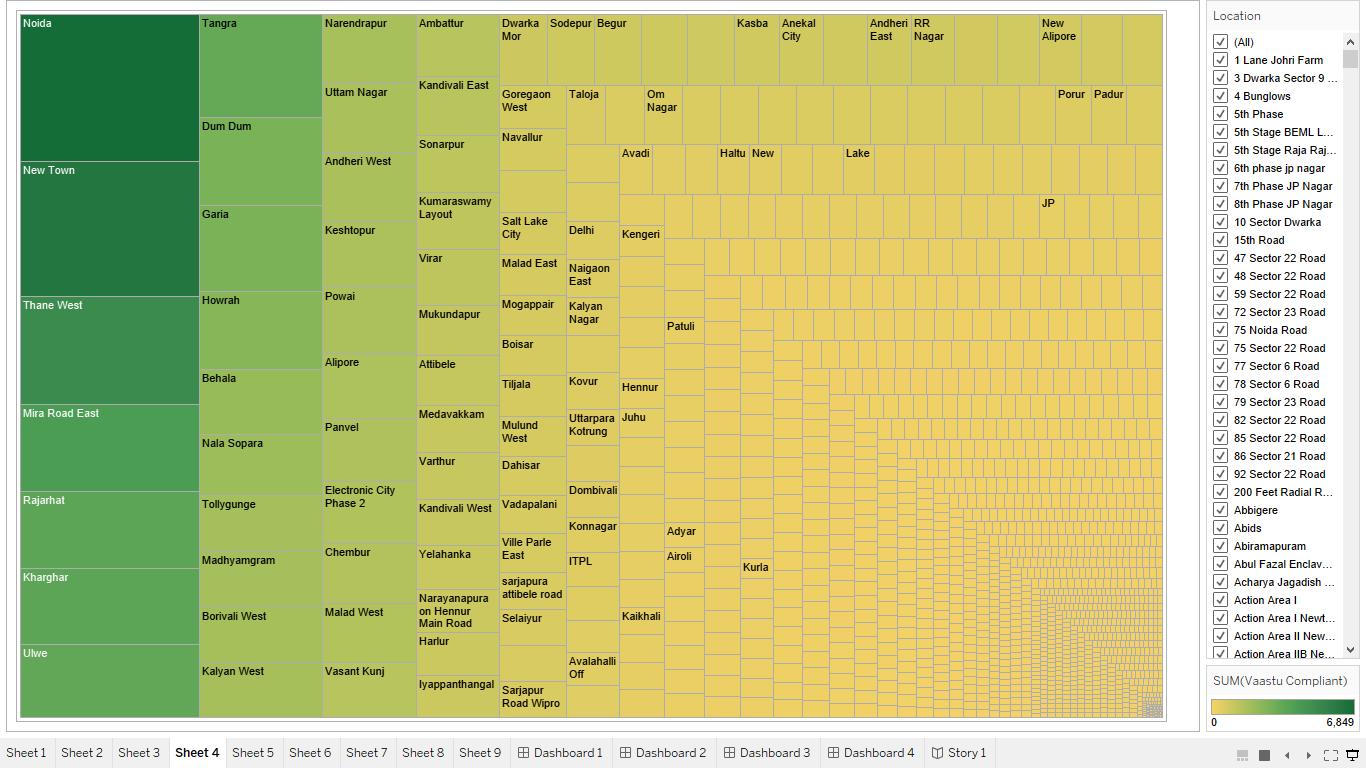 Noida
New Town
Thane West
Mira Road East
Rajarhat
Kharghar
Ulwe
Tangra
Dum Dum
Garia
Howrah
Behala
Nala Sopara
Tollygunge
Madhyamgram
Borivali West
Kalyan West
Narendrapur
Uttam Nagar
Andheri West
Keshtopur
Powai
Alipore
Panvel
Electronic City
Phase 2
Chembur
Malad West
Vasant Kunj
Ambattur
Kandivali East
Sonarpur
Kumaraswamy
Layout
Virar
Mukundapur
Attibele
Medavakkam
Varthur
Kandivali West
Yelahanka
Narayanapura
on Hennur
Main Road
Harlur
Iyappanthangal
Dwarka
Mor
Sodepur
Begur
Kasba
Anekal
City
Andheri
East
RR
Nagar
New
Alipore
Goregaon
West
Navallur
Salt Lake
City
Malad East
Mogappair
Boisar
Tiljala
Mulund
West
Dahisar
Vadapalani
Ville Parle
East
sarjapura
attibele road
Selaiyur
Sarjapur
Road Wipro
Taloja
Om
Nagar
Porur
Padur
Delhi
Naigaon
East
Kalyan
Nagar
Kovur
Uttarpara
Kotrung
Dombivali
Konnagar
ITPL
Avalahalli
Off
Avadi
Haltu
New
Lake
Kengeri
Hennur
Juhu
Kaikhali
JP
Patuli
Adyar
Airoli
Kurla
Location
(All)
1 Lane Johri Farm
3 Dwarka Sector 9 ...
4 Bunglows
5th Phase
5th Stage BEML L...
5th Stage Raja Raj...
6th phase jp nagar
7th Phase JP Nagar
8th Phase JP Nagar
10 Sector Dwarka
15th Road
47 Sector 22 Road
48 Sector 22 Road
59 Sector 22 Road
72 Sector 23 Road
75 Noida Road
75 Sector 22 Road
77 Sector 6 Road
78 Sector 6 Road
79 Sector 23 Road
82 Sector 22 Road
85 Sector 22 Road
86 Sector 21 Road
92 Sector 22 Road
200 Feet Radial R...
Abbigere
Abids
Abiramapuram
Abul Fazal Enclav...
Acharya Jagadish ...
Action Area I
Action Area I Newt...
Action Area II New...
Action Area IIB Ne...
SUM(Vaastu Compliant)
0 6,849
Sheet 1 Sheet 2 Sheet 3 Sheet 4 Sheet 5 Sheet 6 Sheet 7 Sheet 8 Sheet 9 Dashboard 1 Dashboard 2 Dashboard 3 Dashboard 4 Story 1